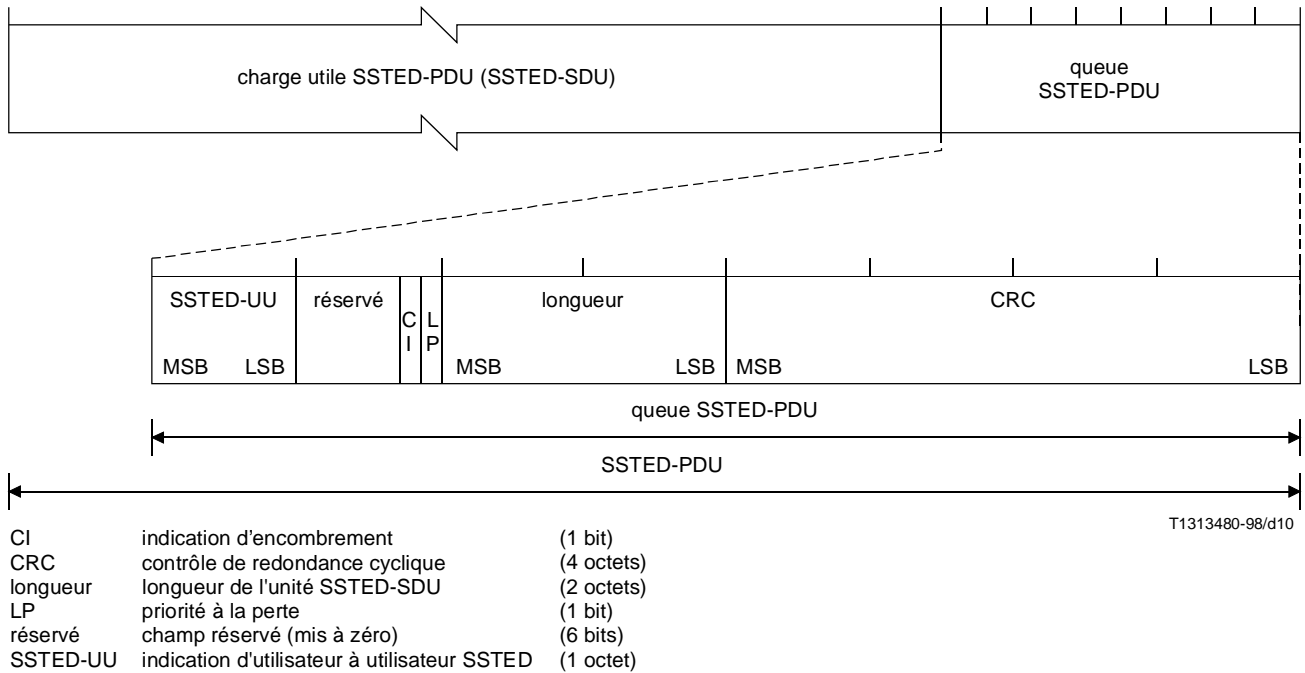 charge utile SSTED-PDU (SSTED-SDU)
queue
SSTED-PDU
SSTED-UU
réservé
CI
LP
longueur
CRC
MSB LSB
MSB LSB
MSB LSB
queue SSTED-PDU
SSTED-PDU
T1313480-98/d10
CI indication d'encombrement (1 bit)
CRC contrôle de redondance cyclique (4 octets)
longueur longueur de l'unité SSTED-SDU (2 octets)
LP priorité à la perte (1 bit)
réservé champ réservé (mis à zéro) (6 bits)
SSTED-UU indication d'utilisateur à utilisateur SSTED (1 octet)